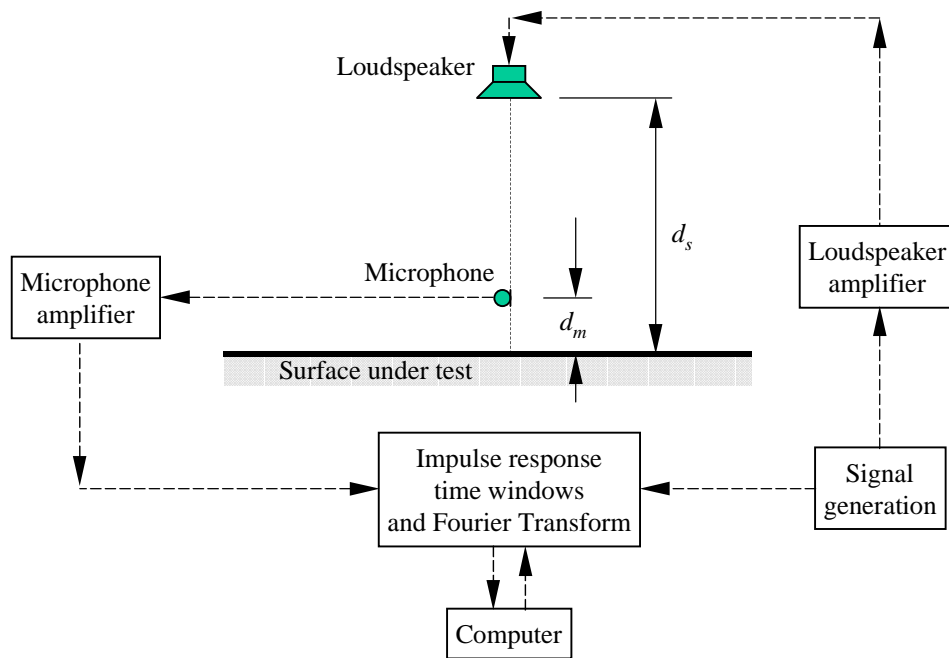 Loudspeaker
d_s
Loudspeaker
amplifier
Microphone
Microphone
amplifier
d_m
Surface under test
Impulse response
time windows
and Fourier Transform
Signal
generation
Computer